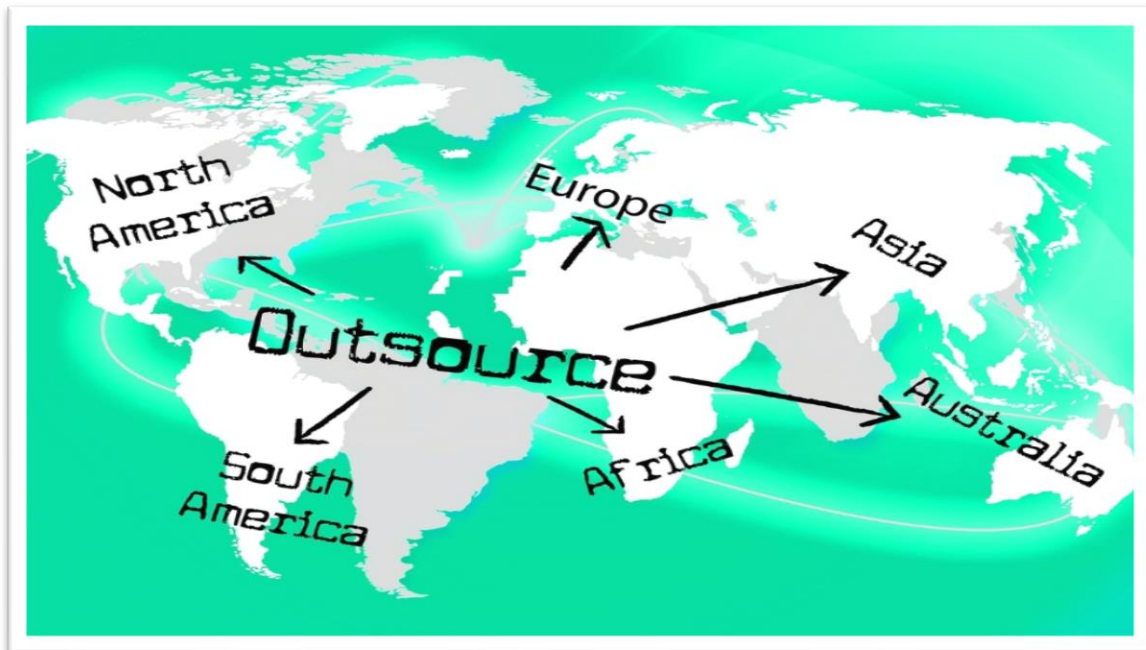 North
America
Europe
Asia
Outsource
Australia
South
America
Africa